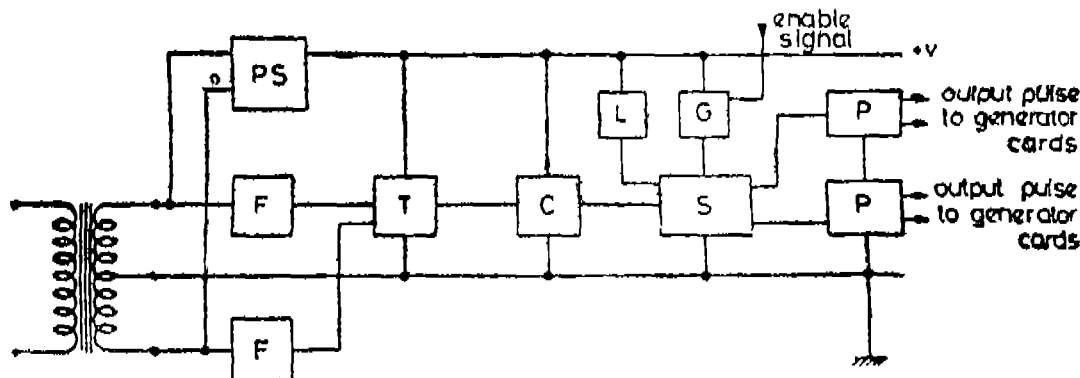 enable
signal
+V
PS
L
G
P
output pulse
to generator
cards
F
T
C
S
P
output pulse
to generator
cards
F